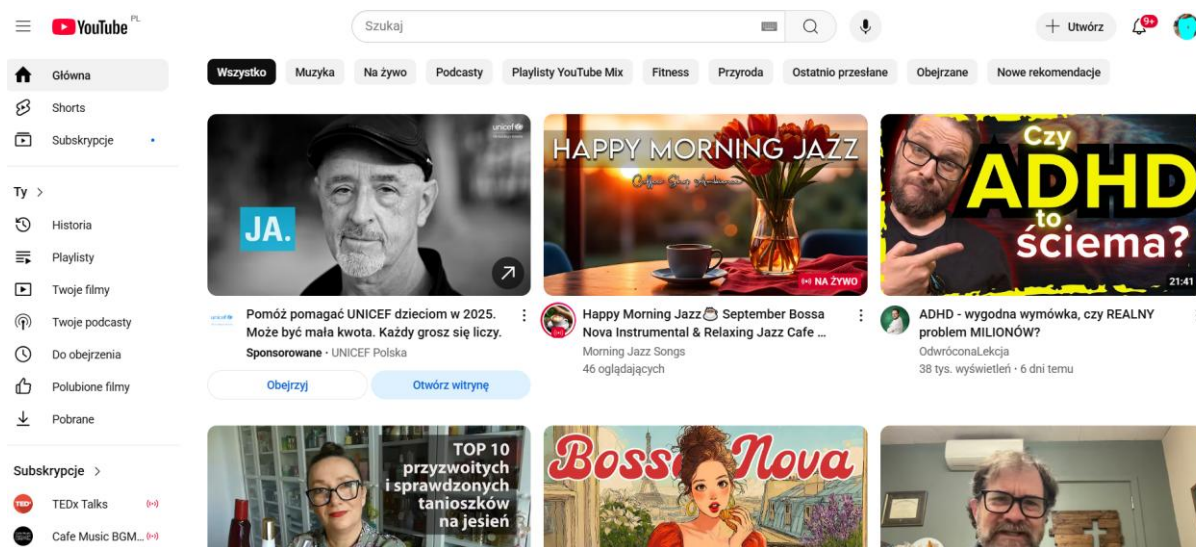 YouTube PL
Szukaj
Utwórz
9+
Główna
Shorts
Subskrypcje
Ty
Historia
Playlisty
Twoje filmy
Twoje podcasty
Do obejrzenia
Polubione filmy
Pobrane
Subskrypcje
TED
TEDx Talks
Cafe Music BGM...
Wszystko
Muzyka
Na żywo
Podcasty
Playlisty YouTube Mix
Fitness
Przyroda
Ostatnio przesłane
Obejrzane
Nowe rekomendacje
unicef
JA.
Pomóż pomagać UNICEF dzieciom w 2025.
Może być mała kwota. Każdy grosz się liczy.
Sponsorowane · UNICEF Polska
Obejrzyj
Otwórz witrynę
HAPPY MORNING JAZZ
Coffee Shop Ambience
NA ŻYWO
Happy Morning Jazz☕ September Bossa
Nova Instrumental & Relaxing Jazz Cafe ...
Morning Jazz Songs
46 oglądających
Czy
ADHD
to
ściema?
21:41
ADHD - wygodna wymówka, czy REALNY
problem MILIONÓW?
OdwróconaLekcja
38 tys. wyświetleń · 6 dni temu
TOP 10
przyzwoitych
i sprawdzonych
tanioszków
na jesień
Bossa Nova